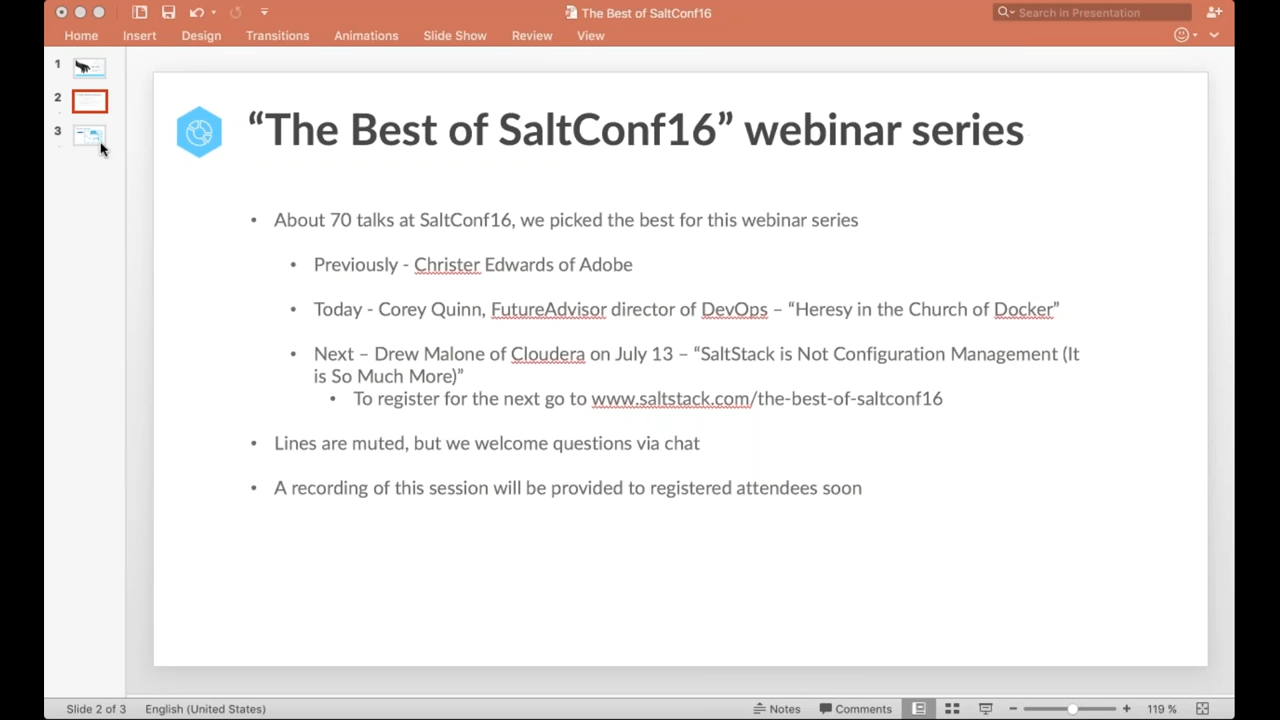 The Best of SaltConf16
Search in Presentation
Home Insert Design Transitions Animations Slide Show Review View
1
2
3
“The Best of SaltConf16” webinar series
• About 70 talks at SaltConf16, we picked the best for this webinar series
• Previously - Christer Edwards of Adobe
• Today - Corey Quinn, FutureAdvisor director of DevOps – “Heresy in the Church of Docker”
• Next – Drew Malone of Cloudera on July 13 – “SaltStack is Not Configuration Management (It
is So Much More)”
• To register for the next go to www.saltstack.com/the-best-of-saltconf16
• Lines are muted, but we welcome questions via chat
• A recording of this session will be provided to registered attendees soon
Slide 2 of 3 English (United States) Notes Comments 119 %